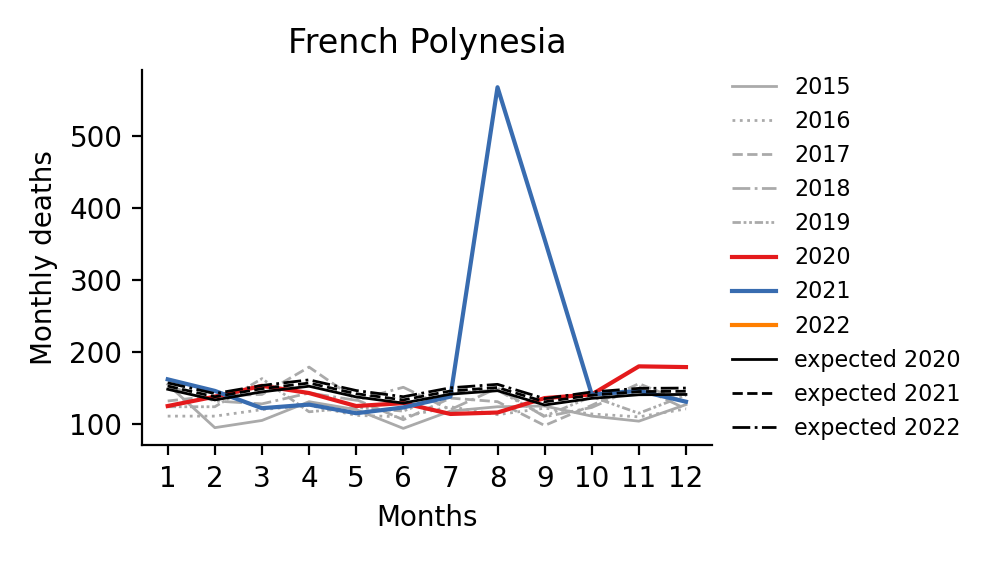 French Polynesia
Monthly deaths
500
400
300
200
100
1 2 3 4 5 6 7 8 9 10 11 12
Months
2015
2016
2017
2018
2019
2020
2021
2022
expected 2020
expected 2021
expected 2022